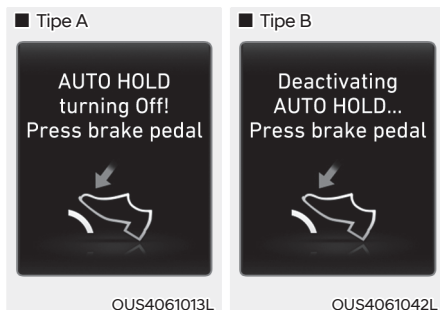 ■ Tipe A
AUTO HOLD
turning Off!
Press brake pedal
OUS4061013L
■ Tipe B
Deactivating
AUTO HOLD...
Press brake pedal
OUS4061042L